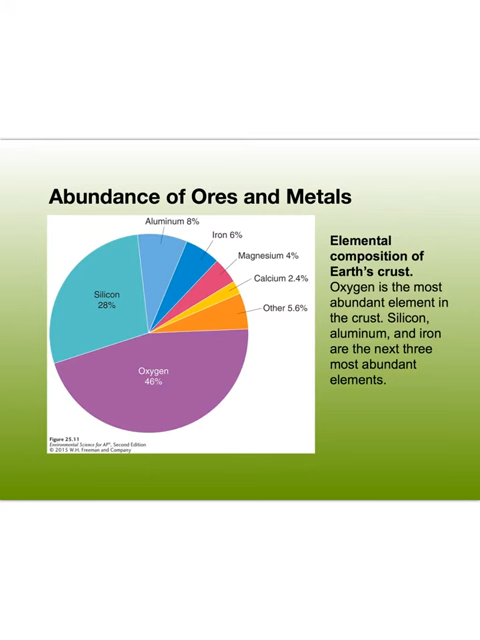 Abundance of Ores and Metals
Aluminum 8%
Iron 6%
Magnesium 4%
Calcium 2.4%
Other 5.6%
Silicon
28%
Oxygen
46%
Figure 25.11
Environmental Science for AP®, Second Edition
© 2015 W.H. Freeman and Company
Elemental
composition of
Earth's crust.
Oxygen is the most
abundant element in
the crust. Silicon,
aluminum, and iron
are the next three
most abundant
elements.